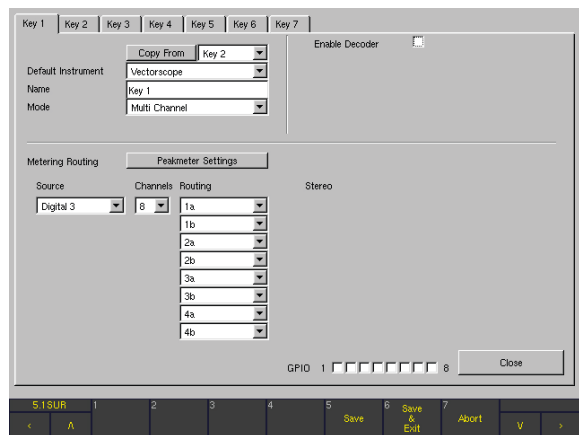 Key 1 Key 2 Key 3 Key 4 Key 5 Key 6 Key 7
Copy From Key 2 Enable Decoder
Default Instrument Vectorscope
Name Key 1
Mode Multi Channel
Metering Routing Peakmeter Settings
Source Channels Routing Stereo
Digital 3 8 1a
1b
2a
2b
3a
3b
4a
4b
GPIO 1 8 Close
5.1SUR 1 2 3 4 5 6 7
< Λ Save Save & Exit Abort V >